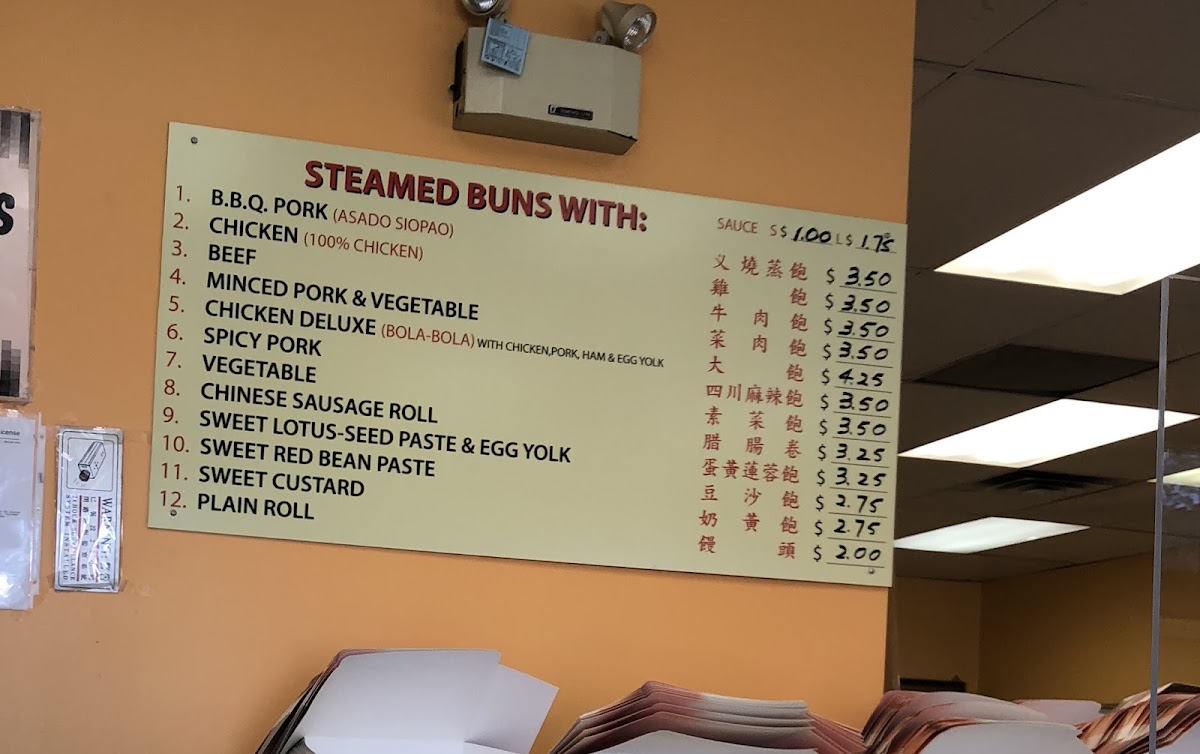 STEAMED BUNS WITH:
SAUCE S $ 1.00 L $ 1.75
1. B.B.Q. PORK (ASADO SIOPAO) 义燒蒸飽 $ 3.50
2. CHICKEN (100% CHICKEN) 雞飽 $ 3.50
3. BEEF 牛肉飽 $ 3.50
4. MINCED PORK & VEGETABLE 菜肉飽 $ 3.50
5. CHICKEN DELUXE (BOLA-BOLA) WITH CHICKEN,PORK, HAM & EGG YOLK 大飽 $ 4.25
6. SPICY PORK 四川麻辣飽 $ 3.50
7. VEGETABLE 素菜飽 $ 3.50
8. CHINESE SAUSAGE ROLL 腊腸卷 $ 3.25
9. SWEET LOTUS-SEED PASTE & EGG YOLK 蛋黃蓮蓉飽 $ 3.25
10. SWEET RED BEAN PASTE 豆沙飽 $ 2.75
11. SWEET CUSTARD 奶黃飽 $ 2.75
12. PLAIN ROLL 饅頭 $ 2.00
S
icense
WARNING
SYSTEM INSTALLED